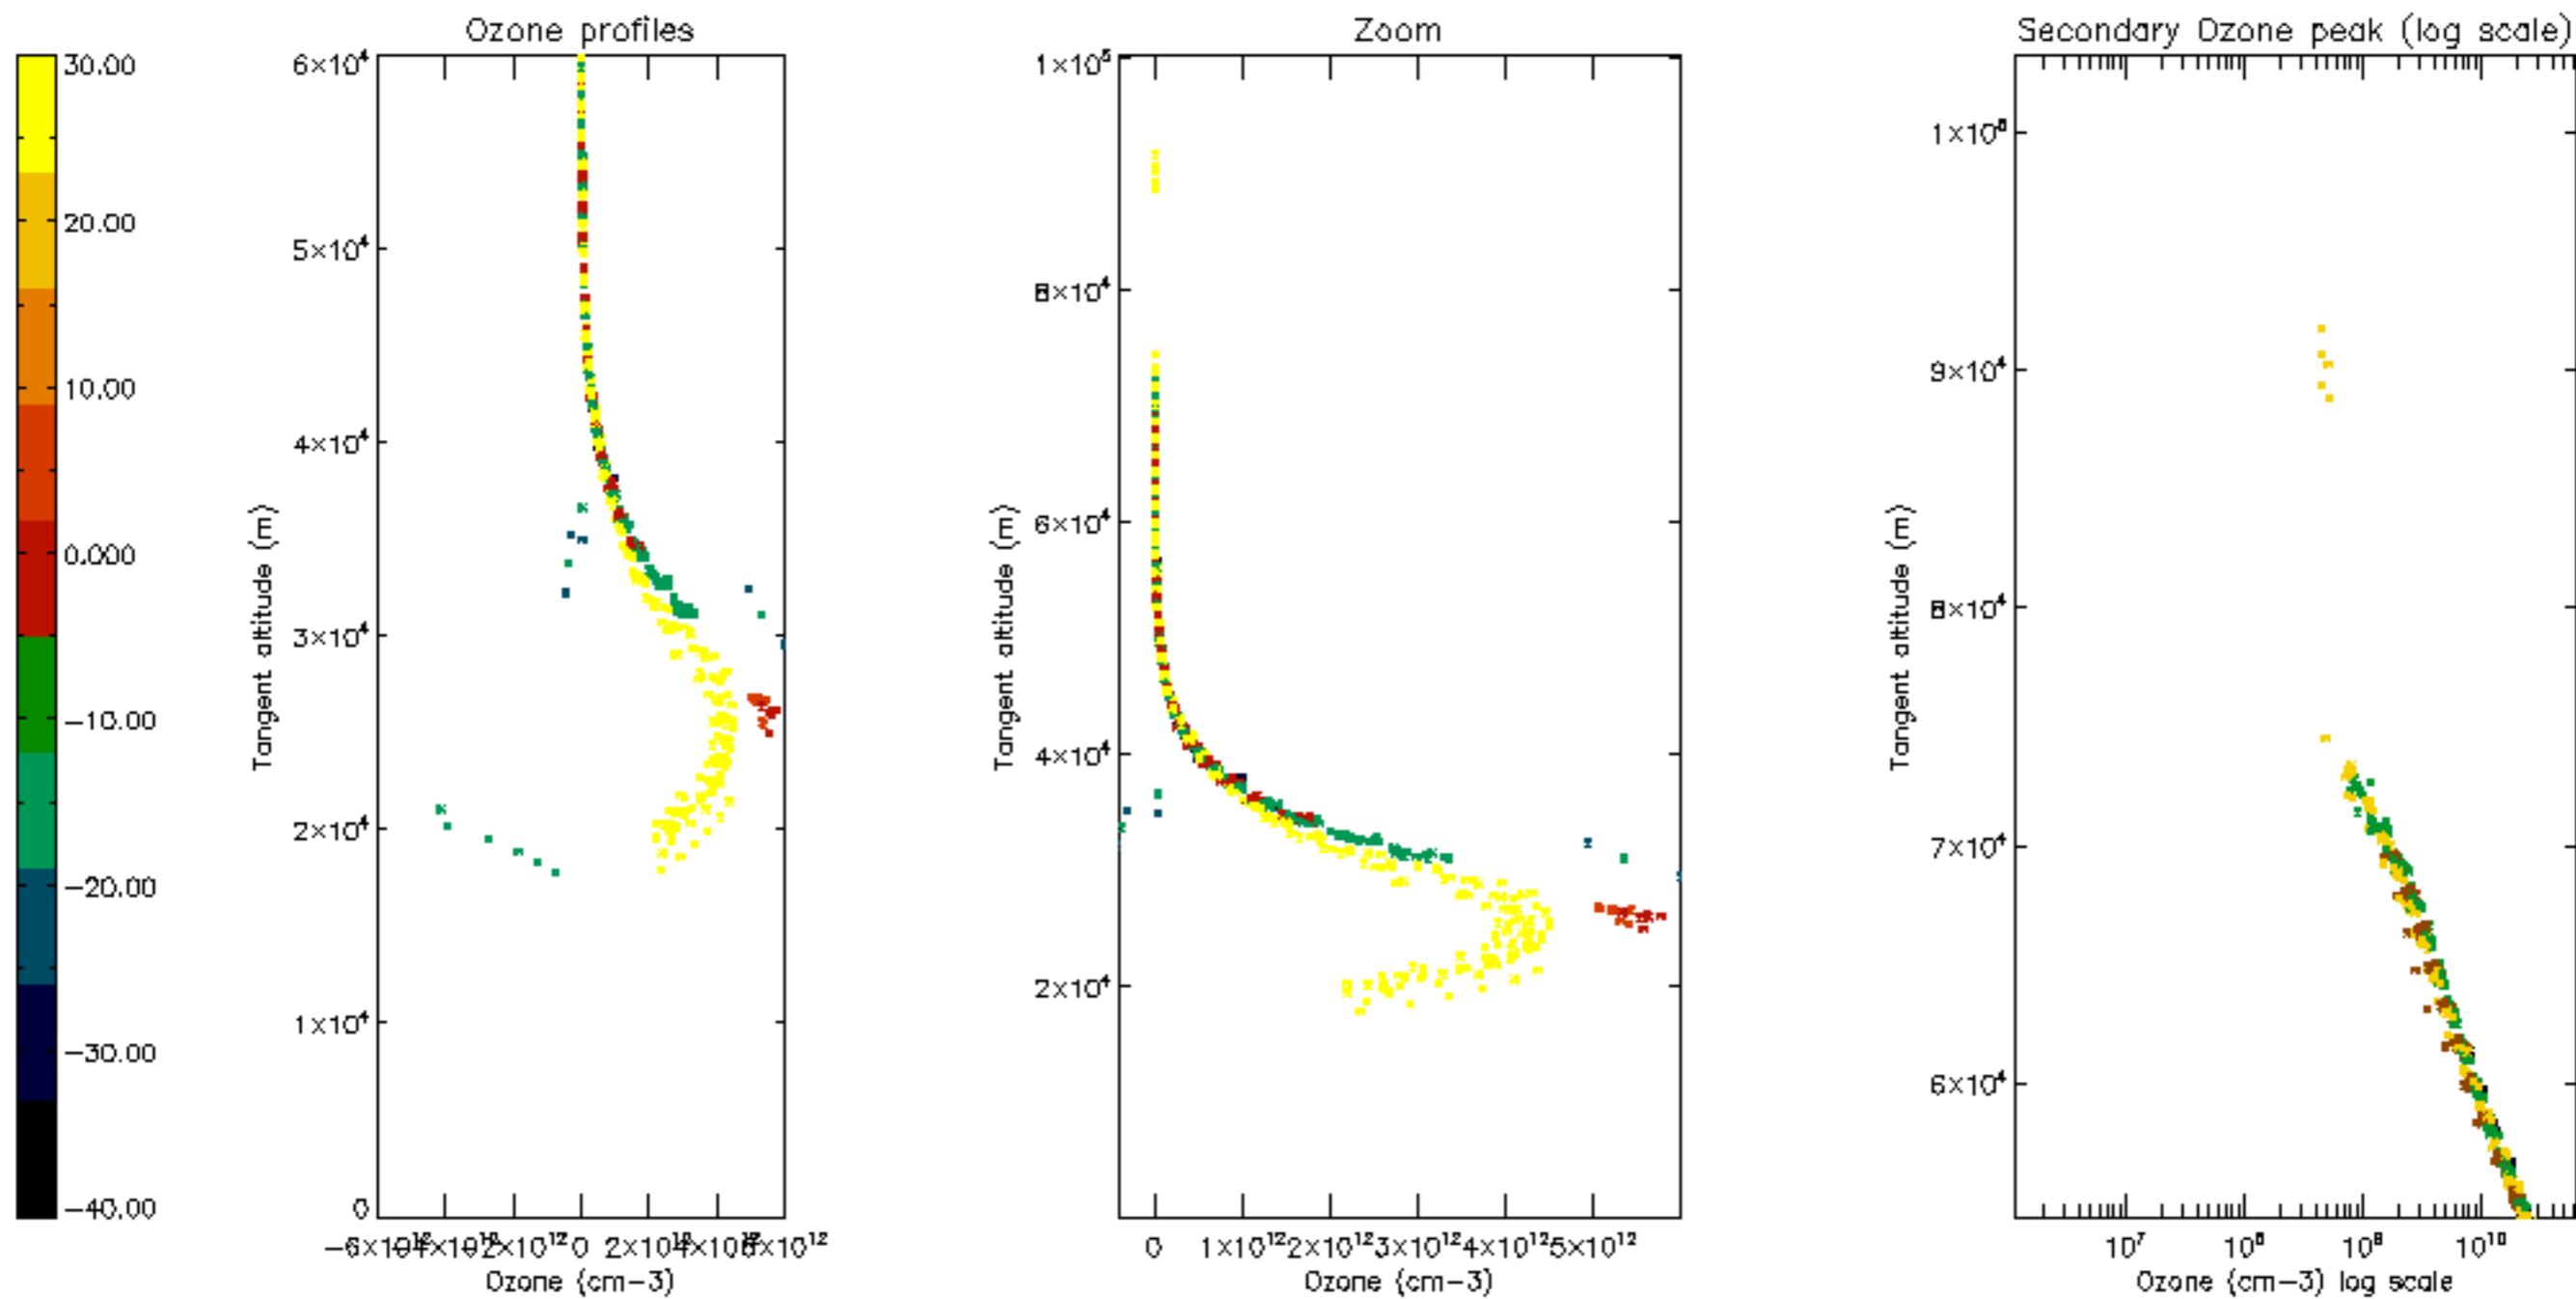 Ozone profiles
Zoom
Secondary Ozone peak (log scale)
30.00
20.00
10.00
0.000
−10.00
−20.00
−30.00
−40.00
6×10⁴
5×10⁴
4×10⁴
3×10⁴
2×10⁴
1×10⁴
0
Tangent altitude (m)
0 2×10¹²
Ozone (cm−3)
1×10⁵
8×10⁴
6×10⁴
4×10⁴
2×10⁴
Tangent altitude (m)
0 1×10¹² 2×10¹² 3×10¹² 4×10¹² 5×10¹²
Ozone (cm−3)
9×10⁴
8×10⁴
7×10⁴
6×10⁴
Tangent altitude (m)
10⁷ 10⁸ 10⁹ 10¹⁰
Ozone (cm−3) log scale